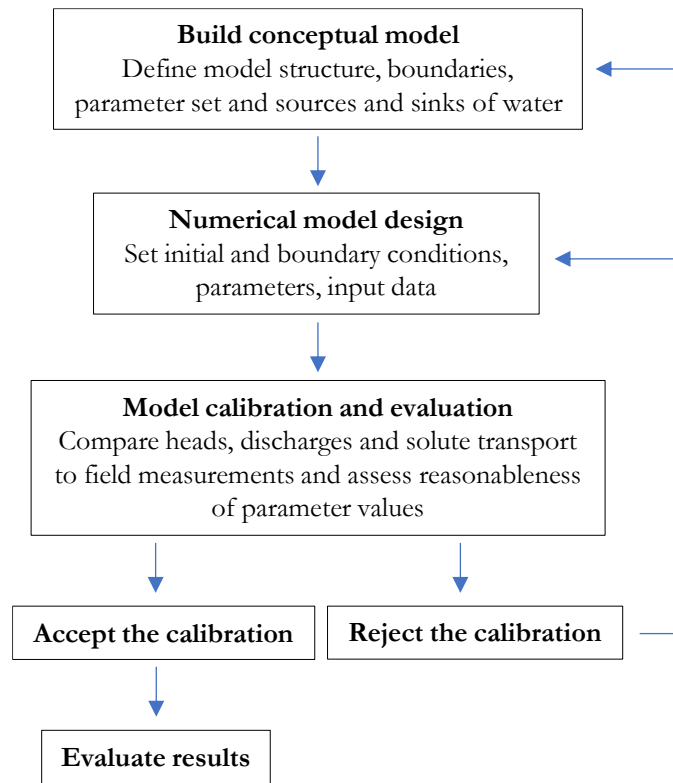 Build conceptual model
Define model structure, boundaries,
parameter set and sources and sinks of water
Numerical model design
Set initial and boundary conditions,
parameters, input data
Model calibration and evaluation
Compare heads, discharges and solute transport
to field measurements and assess reasonableness
of parameter values
Accept the calibration
Reject the calibration
Evaluate results